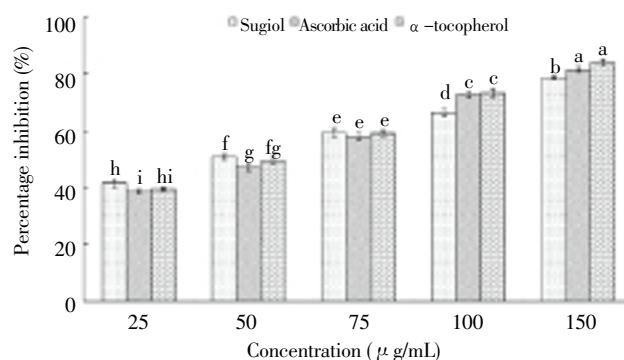 100
Sugiol Ascorbic acid α-tocopherol
Percentage inhibition (%)
80
60
40
20
0
h i hi
f g fg
e e e
d c c
b a a
25 50 75 100 150
Concentration ( μ g/mL)